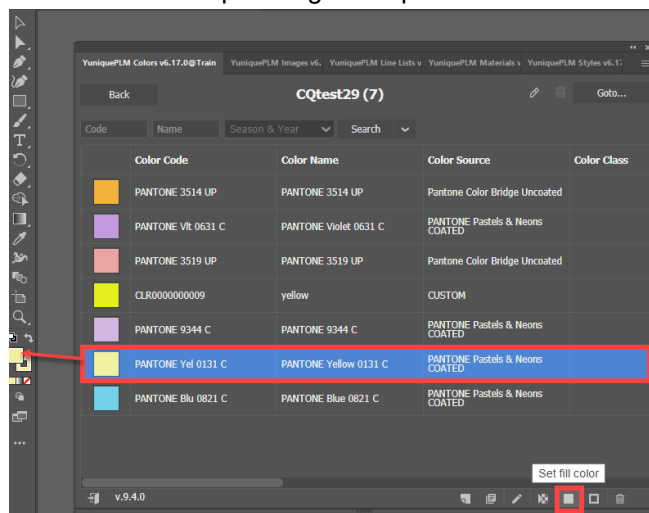 YuniquePLM Colors v6.17.0@Train YuniquePLM Images v6. YuniquePLM Line Lists v YuniquePLM Materials v YuniquePLM Styles v6.17
Back CQtest29 (7) Goto...
Code Name Season & Year Search
Color Code Color Name Color Source Color Class
PANTONE 3514 UP PANTONE 3514 UP Pantone Color Bridge Uncoated
PANTONE Vlt 0631 C PANTONE Violet 0631 C PANTONE Pastels & Neons
COATED
PANTONE 3519 UP PANTONE 3519 UP Pantone Color Bridge Uncoated
CLR0000000009 yellow CUSTOM
PANTONE 9344 C PANTONE 9344 C PANTONE Pastels & Neons
COATED
PANTONE Yel 0131 C PANTONE Yellow 0131 C PANTONE Pastels & Neons
COATED
PANTONE Blu 0821 C PANTONE Blue 0821 C PANTONE Pastels & Neons
COATED
Set fill color
v.9.4.0